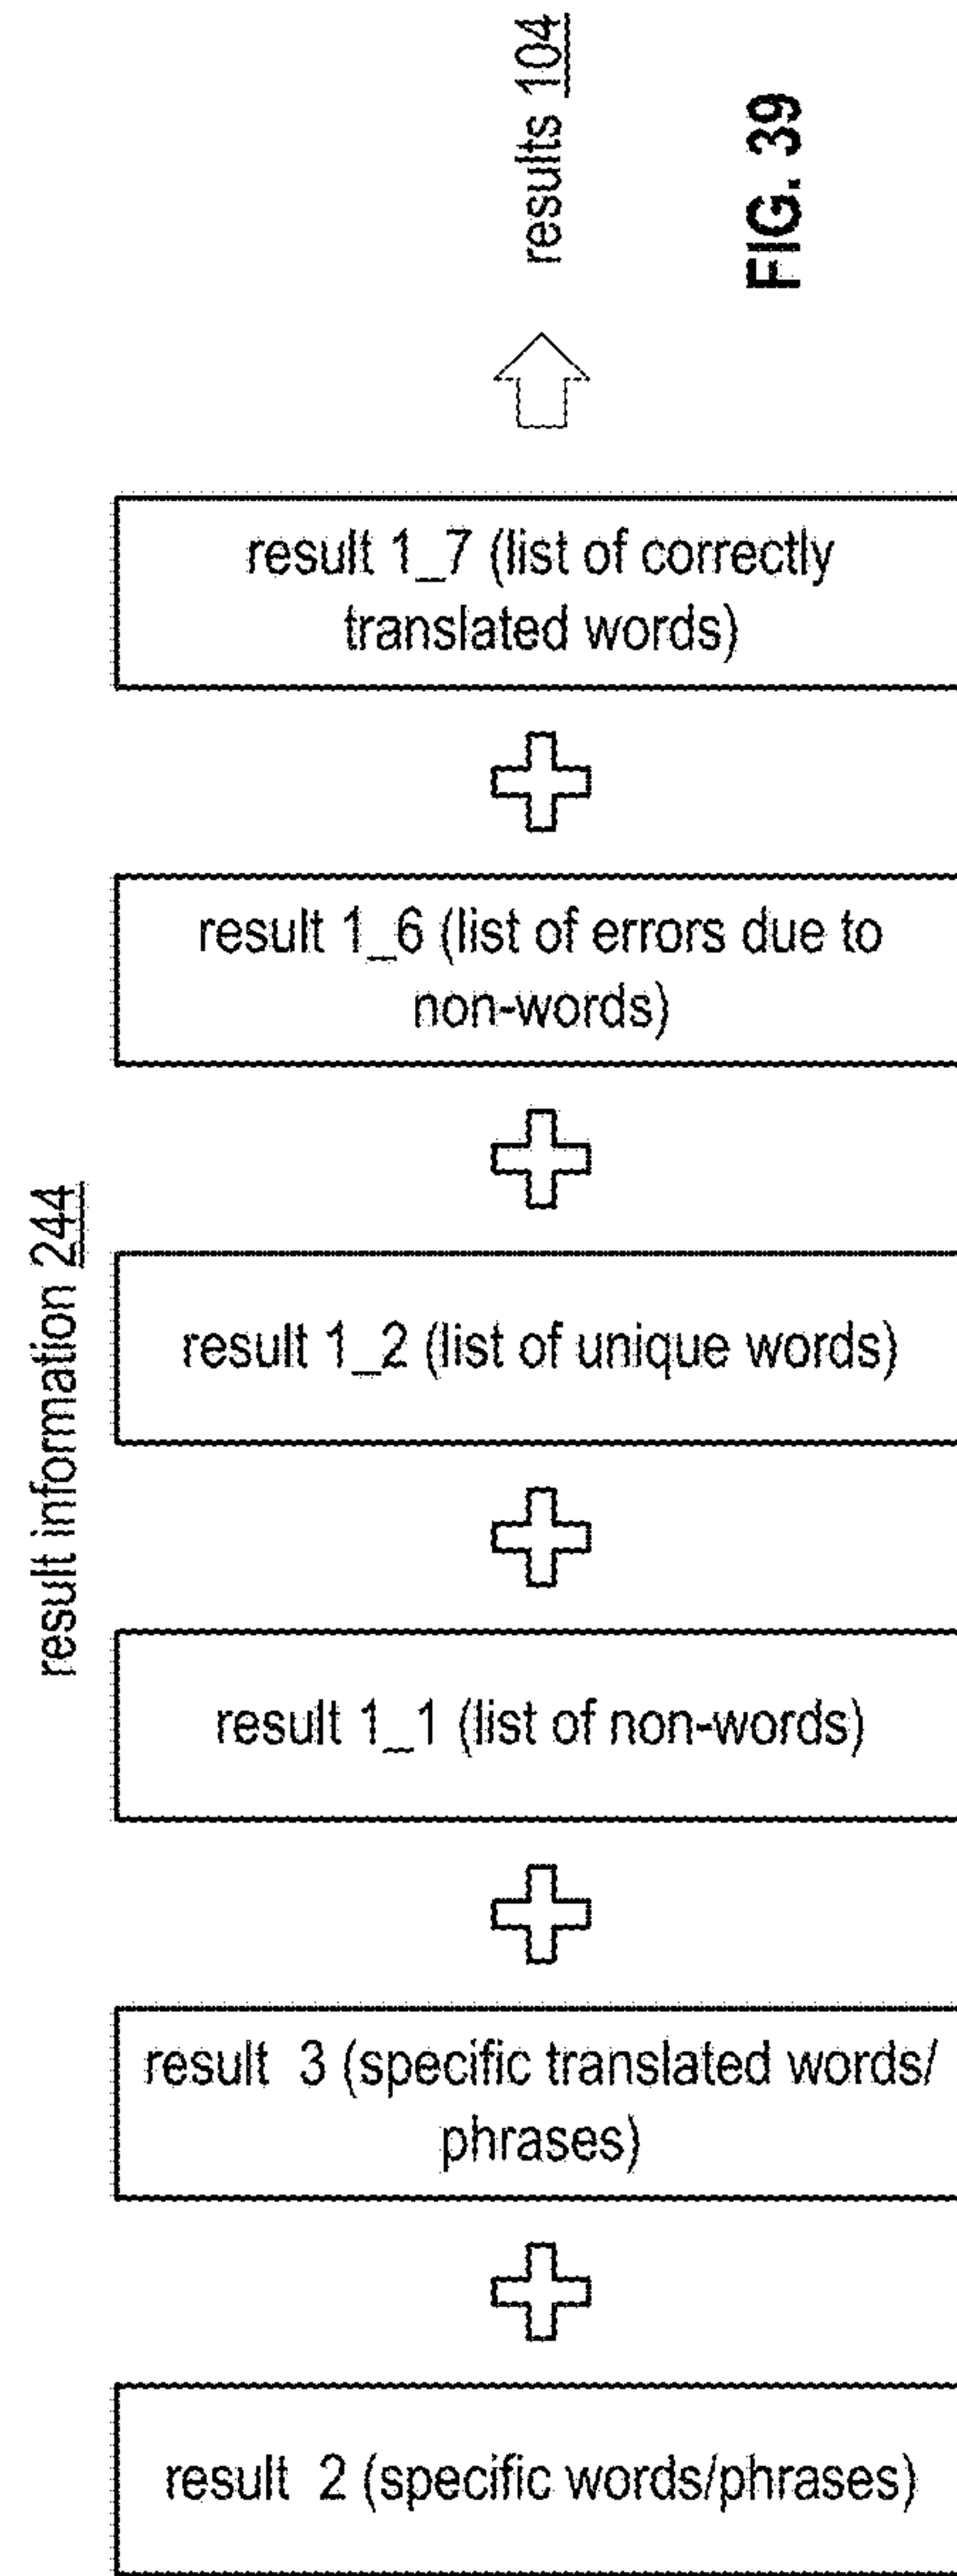 results 104
FIG. 39
result 1_7 (list of correctly
translated words)
result 1_6 (list of errors due to
non-words)
result information 244
result 1_2 (list of unique words)
result 1_1 (list of non-words)
result 3 (specific translated words/
phrases)
result 2 (specific words/phrases)